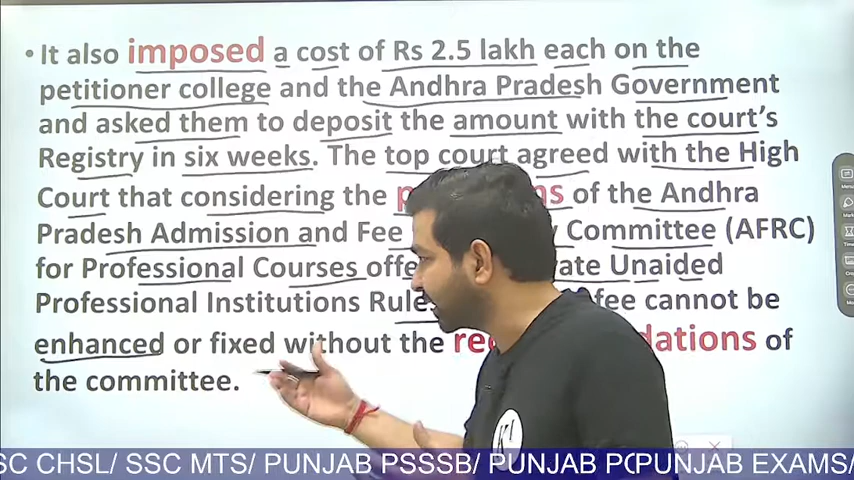 • It also imposed a cost of Rs 2.5 lakh each on the
petitioner college and the Andhra Pradesh Government
and asked them to deposit the amount with the court's
Registry in six weeks. The top court agreed with the High
Court that considering the of the Andhra
Pradesh Admission and Fee Committee (AFRC)
for Professional Courses Unaided
Professional Institutions fee cannot be
enhanced or fixed without the of
the committee.
SC CHSL/ SSC MTS/ PUNJAB PSSSB/ PUNJAB PUNJAB EXAMS/